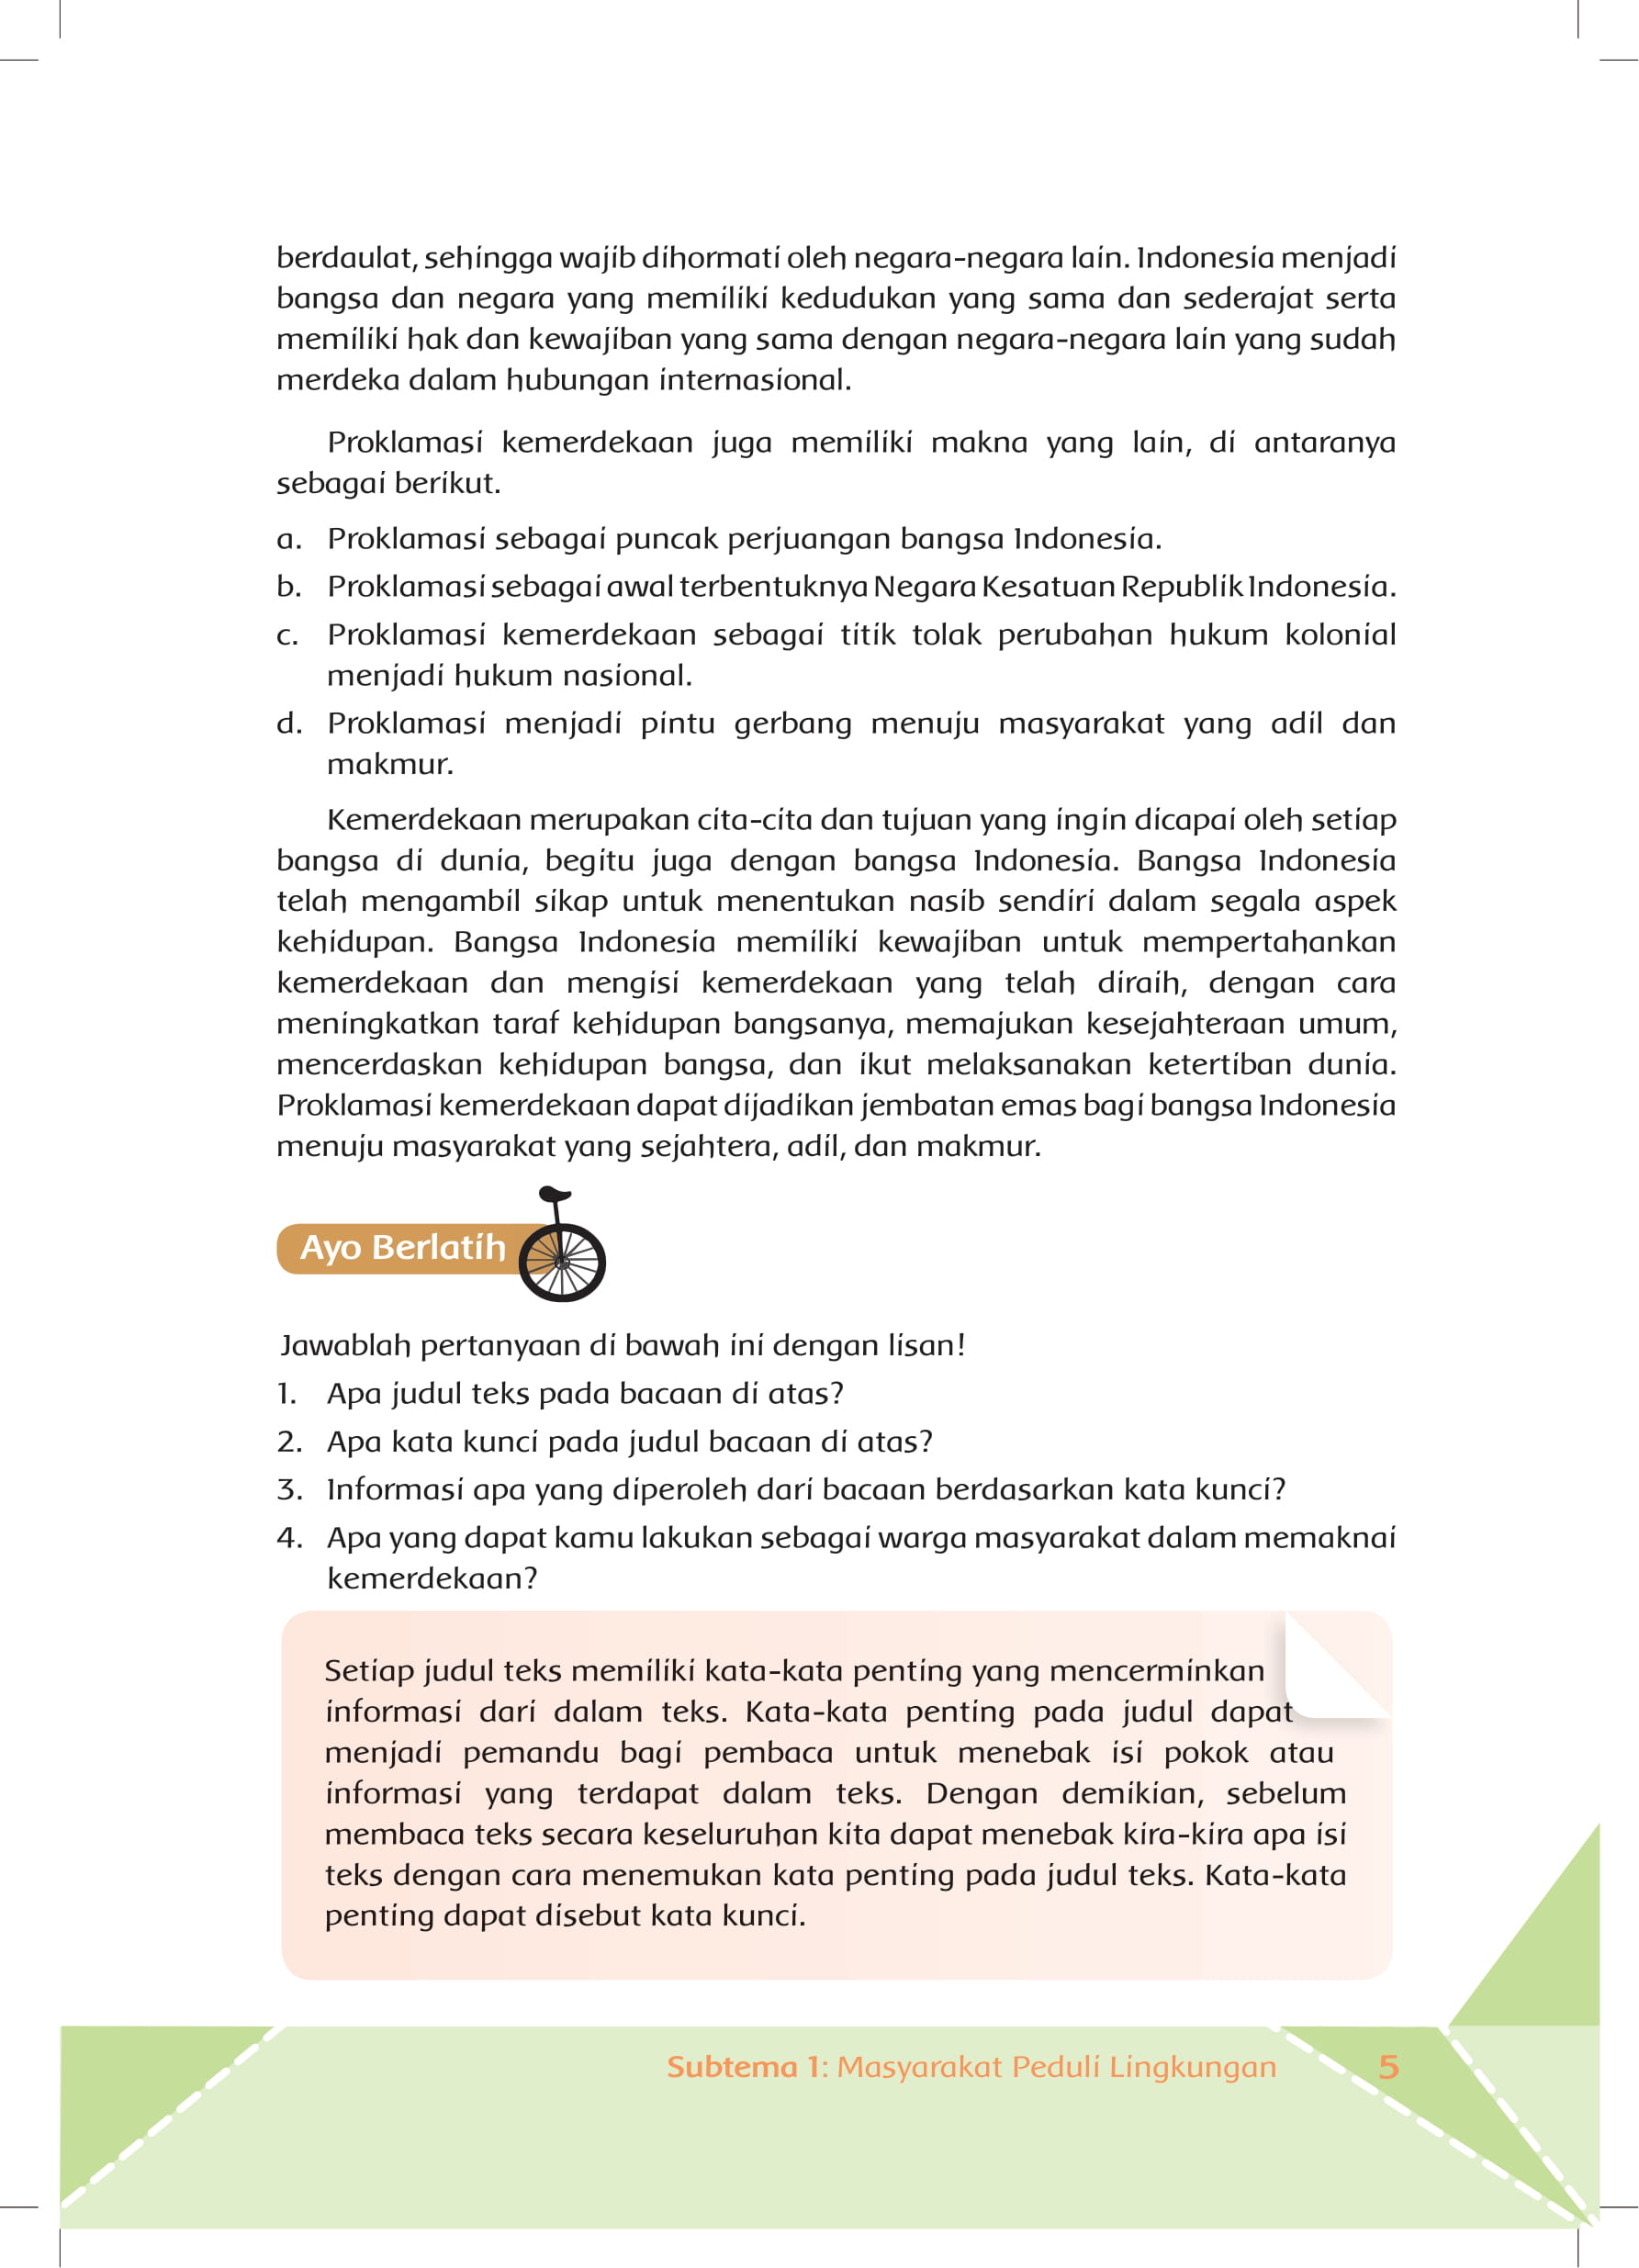 berdaulat, sehingga wajib dihormati oleh negara-negara lain. Indonesia menjadi
bangsa dan negara yang memiliki kedudukan yang sama dan sederajat serta
memiliki hak dan kewajiban yang sama dengan negara-negara lain yang sudah
merdeka dalam hubungan internasional.
Proklamasi kemerdekaan juga memiliki makna yang lain, di antaranya
sebagai berikut.
a. Proklamasi sebagai puncak perjuangan bangsa Indonesia.
b. Proklamasi sebagai awal terbentuknya Negara Kesatuan Republik Indonesia.
c. Proklamasi kemerdekaan sebagai titik tolak perubahan hukum kolonial
menjadi hukum nasional.
d. Proklamasi menjadi pintu gerbang menuju masyarakat yang adil dan
makmur.
Kemerdekaan merupakan cita-cita dan tujuan yang ingin dicapai oleh setiap
bangsa di dunia, begitu juga dengan bangsa Indonesia. Bangsa Indonesia
telah mengambil sikap untuk menentukan nasib sendiri dalam segala aspek
kehidupan. Bangsa Indonesia memiliki kewajiban untuk mempertahankan
kemerdekaan dan mengisi kemerdekaan yang telah diraih, dengan cara
meningkatkan taraf kehidupan bangsanya, memajukan kesejahteraan umum,
mencerdaskan kehidupan bangsa, dan ikut melaksanakan ketertiban dunia.
Proklamasi kemerdekaan dapat dijadikan jembatan emas bagi bangsa Indonesia
menuju masyarakat yang sejahtera, adil, dan makmur.
Ayo Berlatih
Jawablah pertanyaan di bawah ini dengan lisan!
1. Apa judul teks pada bacaan di atas?
2. Apa kata kunci pada judul bacaan di atas?
3. Informasi apa yang diperoleh dari bacaan berdasarkan kata kunci?
4. Apa yang dapat kamu lakukan sebagai warga masyarakat dalam memaknai
kemerdekaan?
Setiap judul teks memiliki kata-kata penting yang mencerminkan
informasi dari dalam teks. Kata-kata penting pada judul dapat
menjadi pemandu bagi pembaca untuk menebak isi pokok atau
informasi yang terdapat dalam teks. Dengan demikian, sebelum
membaca teks secara keseluruhan kita dapat menebak kira-kira apa isi
teks dengan cara menemukan kata penting pada judul teks. Kata-kata
penting dapat disebut kata kunci.
Subtema 1: Masyarakat Peduli Lingkungan 5